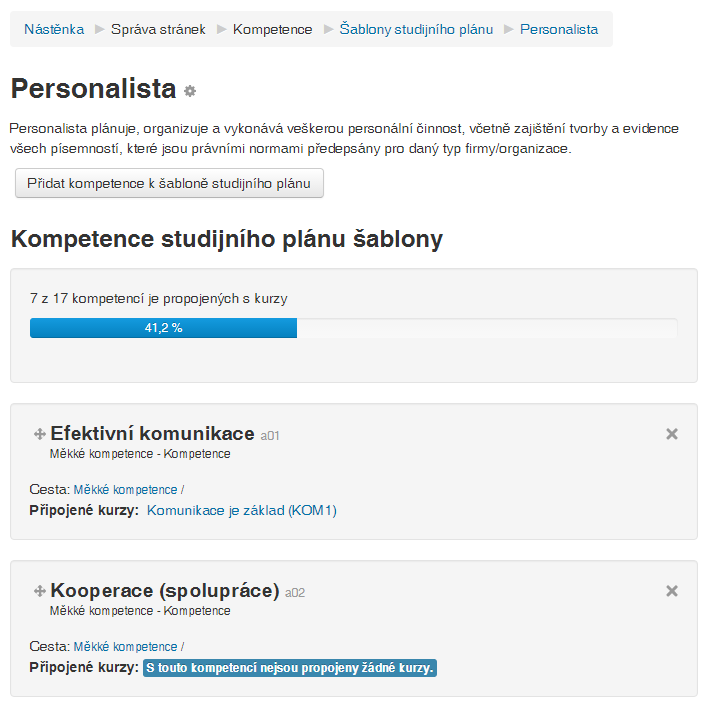 Nástěnka ▶ Správa stránek ▶ Kompetence ▶ Šablony studijního plánu ▶ Personalista
Personalista
Personalista plánuje, organizuje a vykonává veškerou personální činnost, včetně zajištění tvorby a evidence
všech písemností, které jsou právními normami předepsány pro daný typ firmy/organizace.
Přidat kompetence k šabloně studijního plánu
Kompetence studijního plánu šablony
7 z 17 kompetencí je propojených s kurzy
41,2 %
Efektivní komunikace a01
Měkké kompetence - Kompetence
Cesta: Měkké kompetence /
Připojené kurzy: Komunikace je základ (KOM1)
Kooperace (spolupráce) a02
Měkké kompetence - Kompetence
Cesta: Měkké kompetence /
Připojené kurzy: S touto kompetencí nejsou propojeny žádné kurzy.